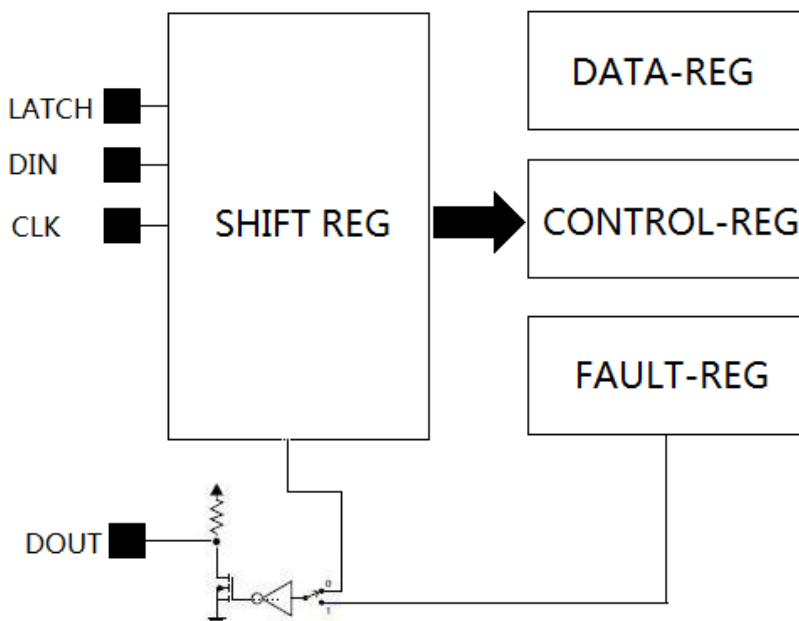 DATA-REG
LATCH
DIN
CLK
SHIFT REG
CONTROL-REG
FAULT-REG
DOUT
0
1